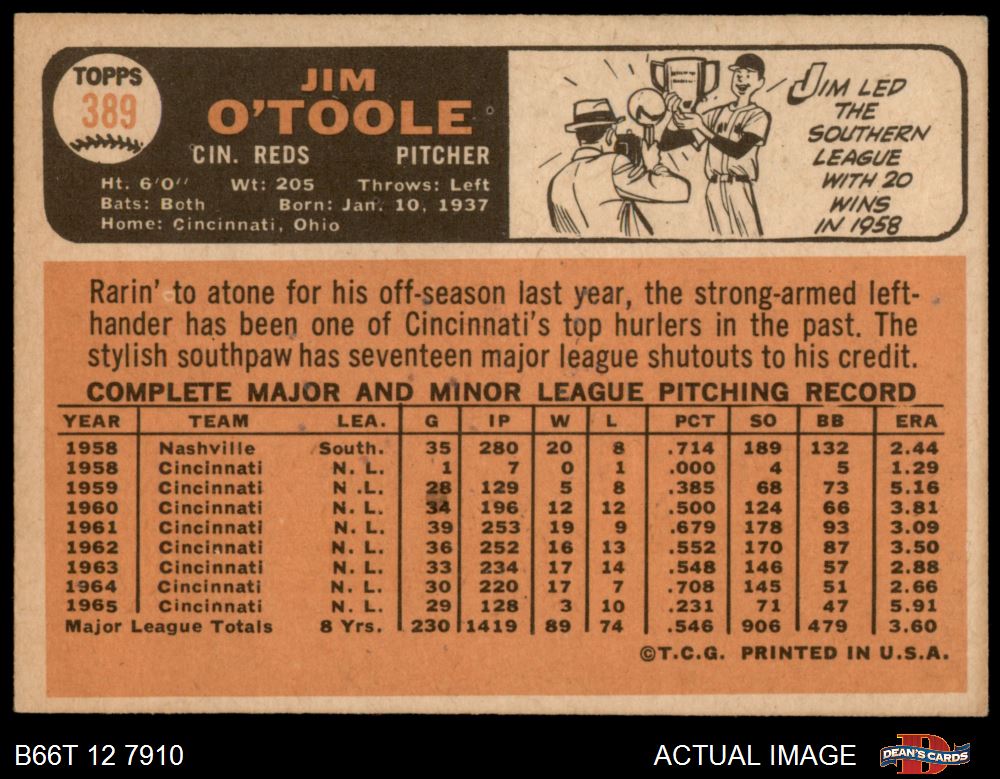 TOPPS
389
JIM
O'TOOLE
CIN. REDS PITCHER
Ht. 6'0" Wt: 205 Throws: Left
Bats: Both Born: Jan. 10, 1937
Home: Cincinnati, Ohio
JIM LED
THE
SOUTHERN
LEAGUE
WITH 20
WINS
IN 1958
Rarin' to atone for his off-season last year, the strong-armed left-
hander has been one of Cincinnati's top hurlers in the past. The
stylish southpaw has seventeen major league shutouts to his credit.
COMPLETE MAJOR AND MINOR LEAGUE PITCHING RECORD
YEAR TEAM LEA. G IP W L PCT SO BB ERA
1958 Nashville South. 35 280 20 8 .714 189 132 2.44
1958 Cincinnati N. L. 1 7 0 1 .000 4 5 1.29
1959 Cincinnati N .L. 28 129 5 8 .385 68 73 5.16
1960 Cincinnati N. L. 34 196 12 12 .500 124 66 3.81
1961 Cincinnati N. L. 39 253 19 9 .679 178 93 3.09
1962 Cincinnati N. L. 36 252 16 13 .552 170 87 3.50
1963 Cincinnati N. L. 33 234 17 14 .548 146 57 2.88
1964 Cincinnati N. L. 30 220 17 7 .708 145 51 2.66
1965 Cincinnati N. L. 29 128 3 10 .231 71 47 5.91
Major League Totals 8 Yrs. 230 1419 89 74 .546 906 479 3.60
©T.C.G. PRINTED IN U.S.A.
B66T 12 7910 ACTUAL IMAGE DEAN'S CARDS